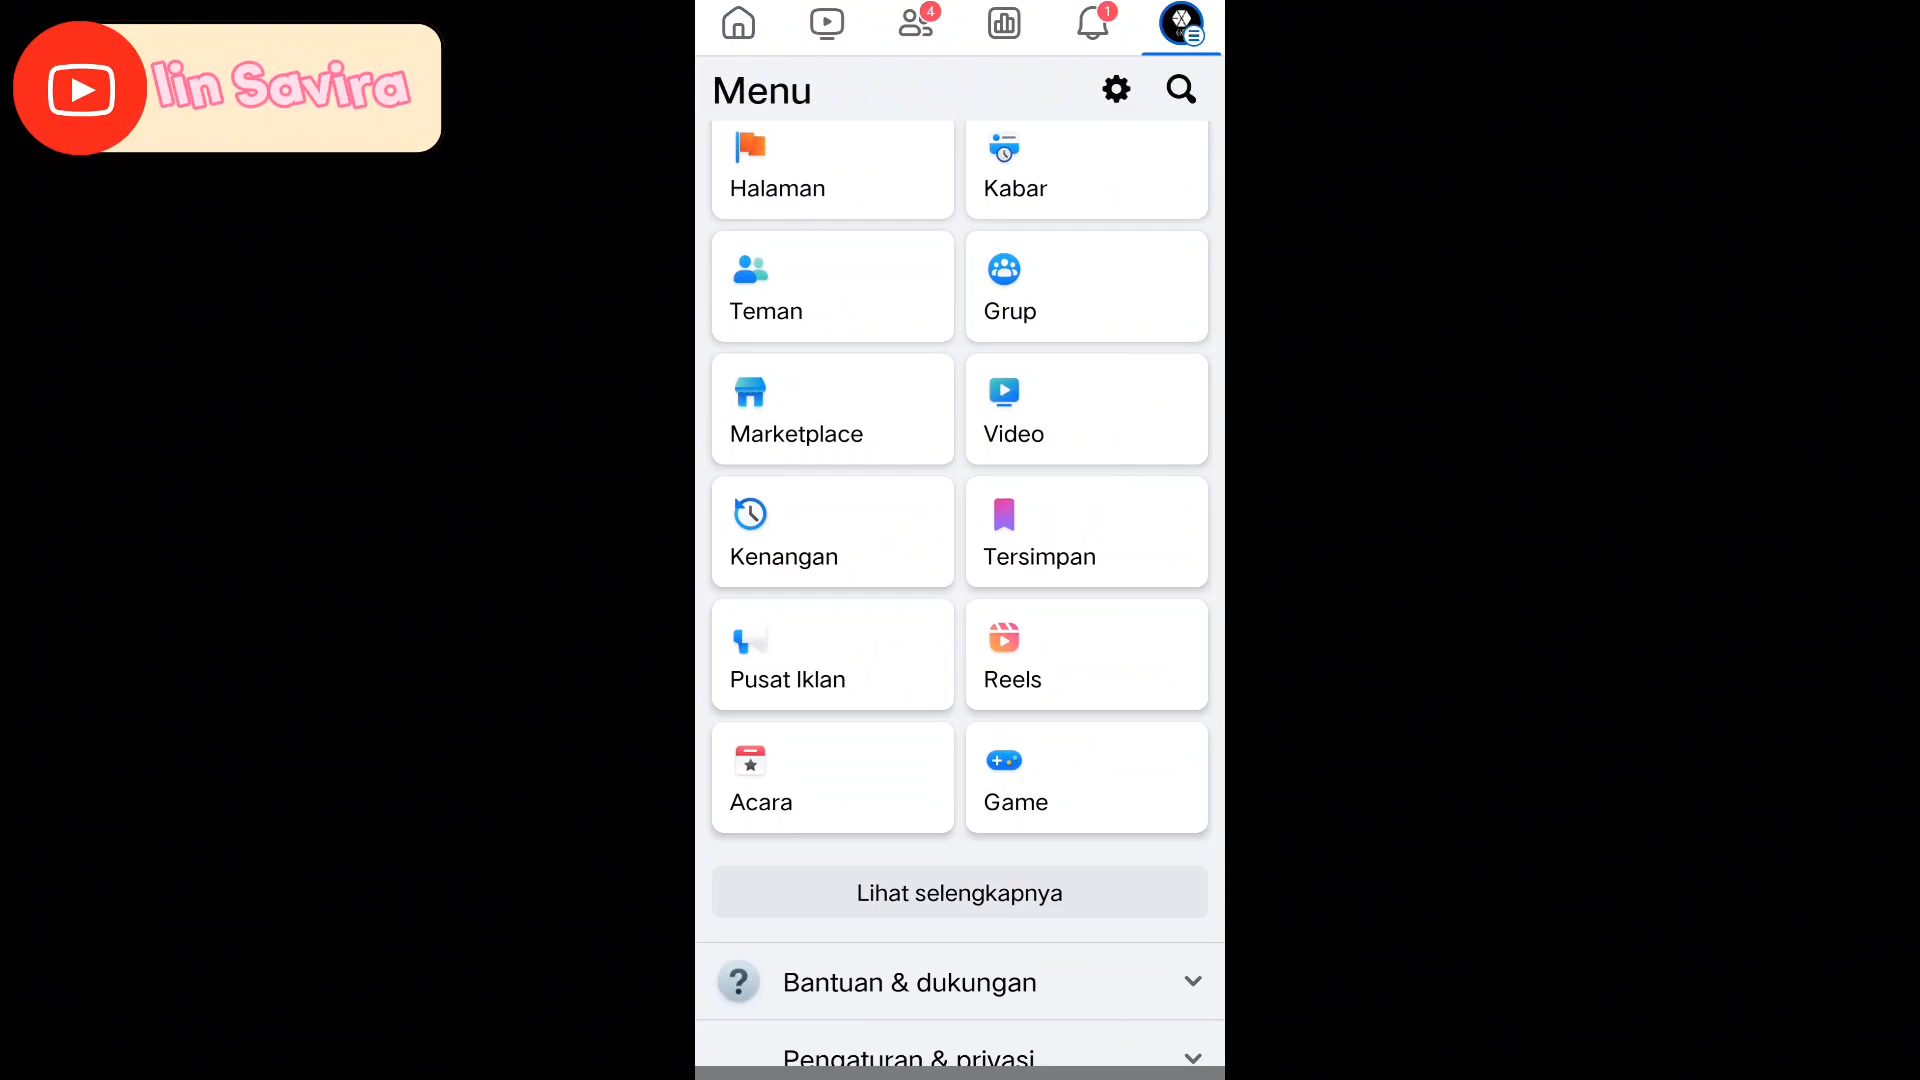 lin Savira
4
1
Menu
Halaman
Kabar
Teman
Grup
Marketplace
Video
Kenangan
Tersimpan
Pusat Iklan
Reels
Acara
Game
Lihat selengkapnya
? Bantuan & dukungan
Pengaturan & privasi